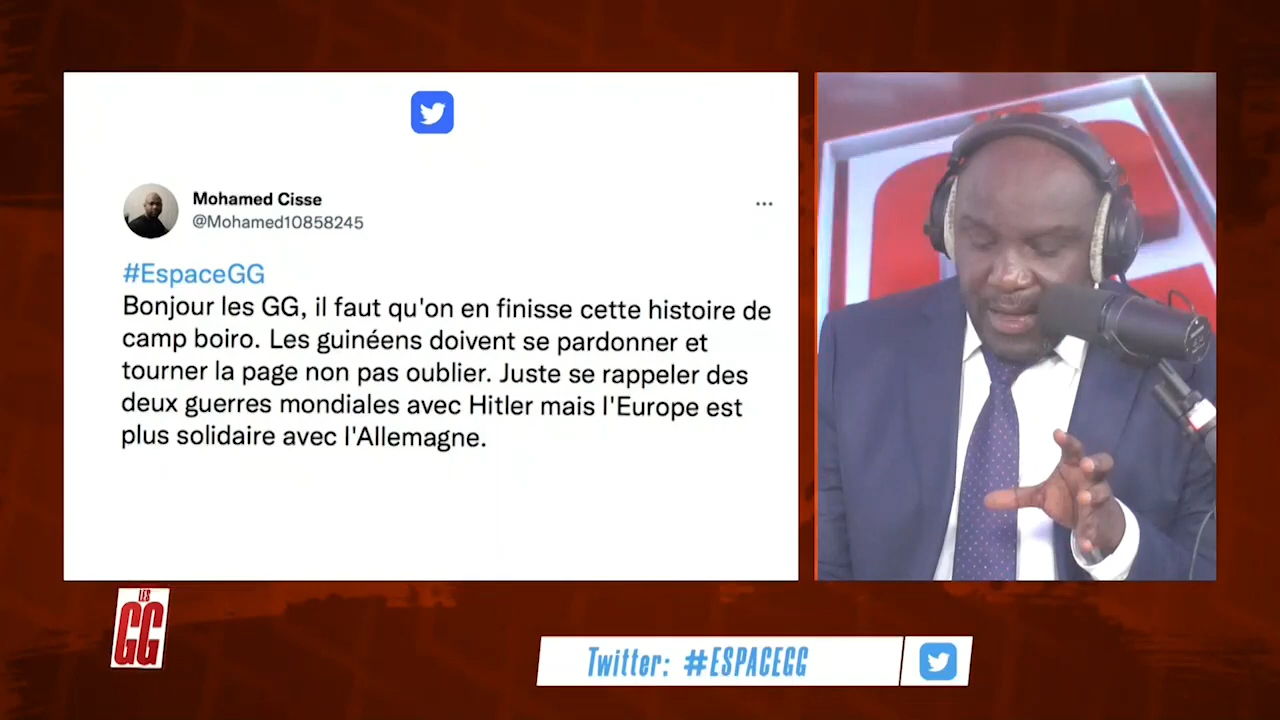 Mohamed Cisse
@Mohamed10858245
#EspaceGG
Bonjour les GG, il faut qu'on en finisse cette histoire de
camp boiro. Les guinéens doivent se pardonner et
tourner la page non pas oublier. Juste se rappeler des
deux guerres mondiales avec Hitler mais l'Europe est
plus solidaire avec l'Allemagne.
LES
GG
Twitter: #ESPACEGG